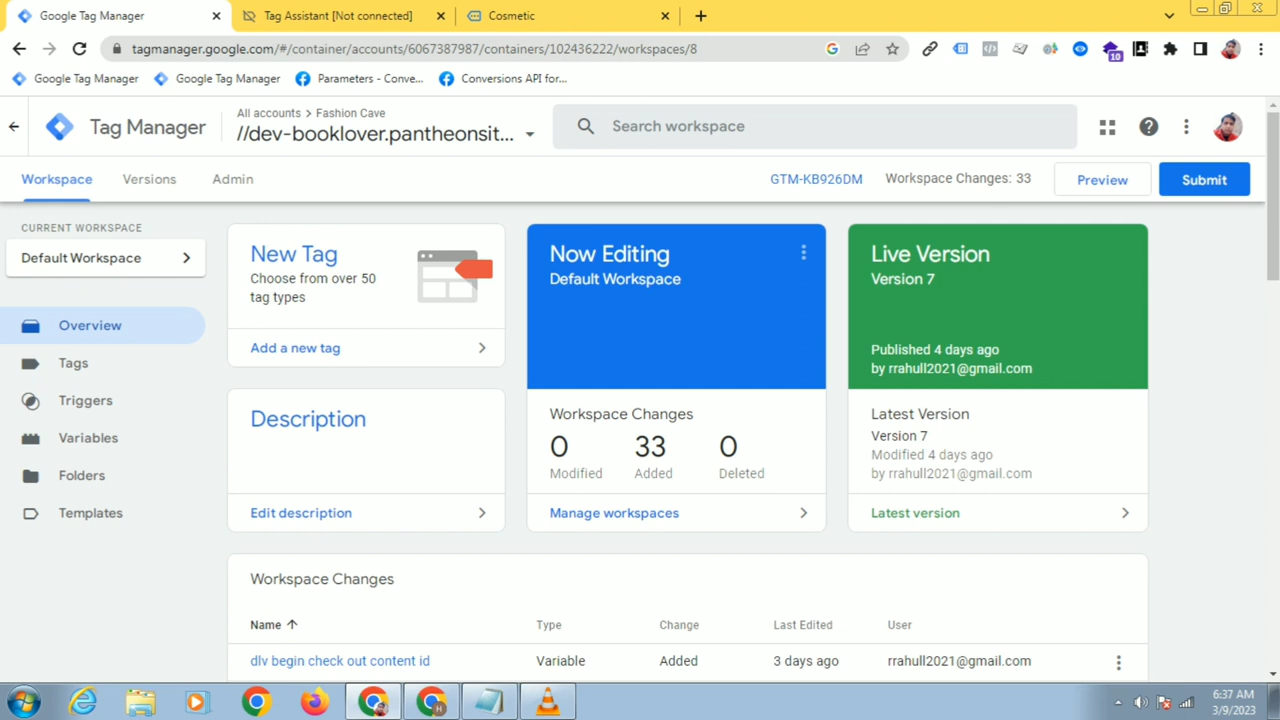 Google Tag Manager
Tag Assistant [Not connected]
Cosmetic
tagmanager.google.com/#/container/accounts/6067387987/containers/102436222/workspaces/8
10
Google Tag Manager
Google Tag Manager
Parameters - Conve...
Conversions API for...
Tag Manager
All accounts > Fashion Cave
//dev-booklover.pantheonsit...
Search workspace
Workspace
Versions
Admin
GTM-KB926DM
Workspace Changes: 33
Preview
Submit
CURRENT WORKSPACE
Default Workspace
Overview
Tags
Triggers
Variables
Folders
Templates
New Tag
Choose from over 50
tag types
Add a new tag
Description
Edit description
Now Editing
Default Workspace
Workspace Changes
0 33 0
Modified Added Deleted
Manage workspaces
Live Version
Version 7
Published 4 days ago
by rrahull2021@gmail.com
Latest Version
Version 7
Modified 4 days ago
by rrahull2021@gmail.com
Latest version
Workspace Changes
Name Type Change Last Edited User
dlv begin check out content id Variable Added 3 days ago rrahull2021@gmail.com
6:37 AM
3/9/2023